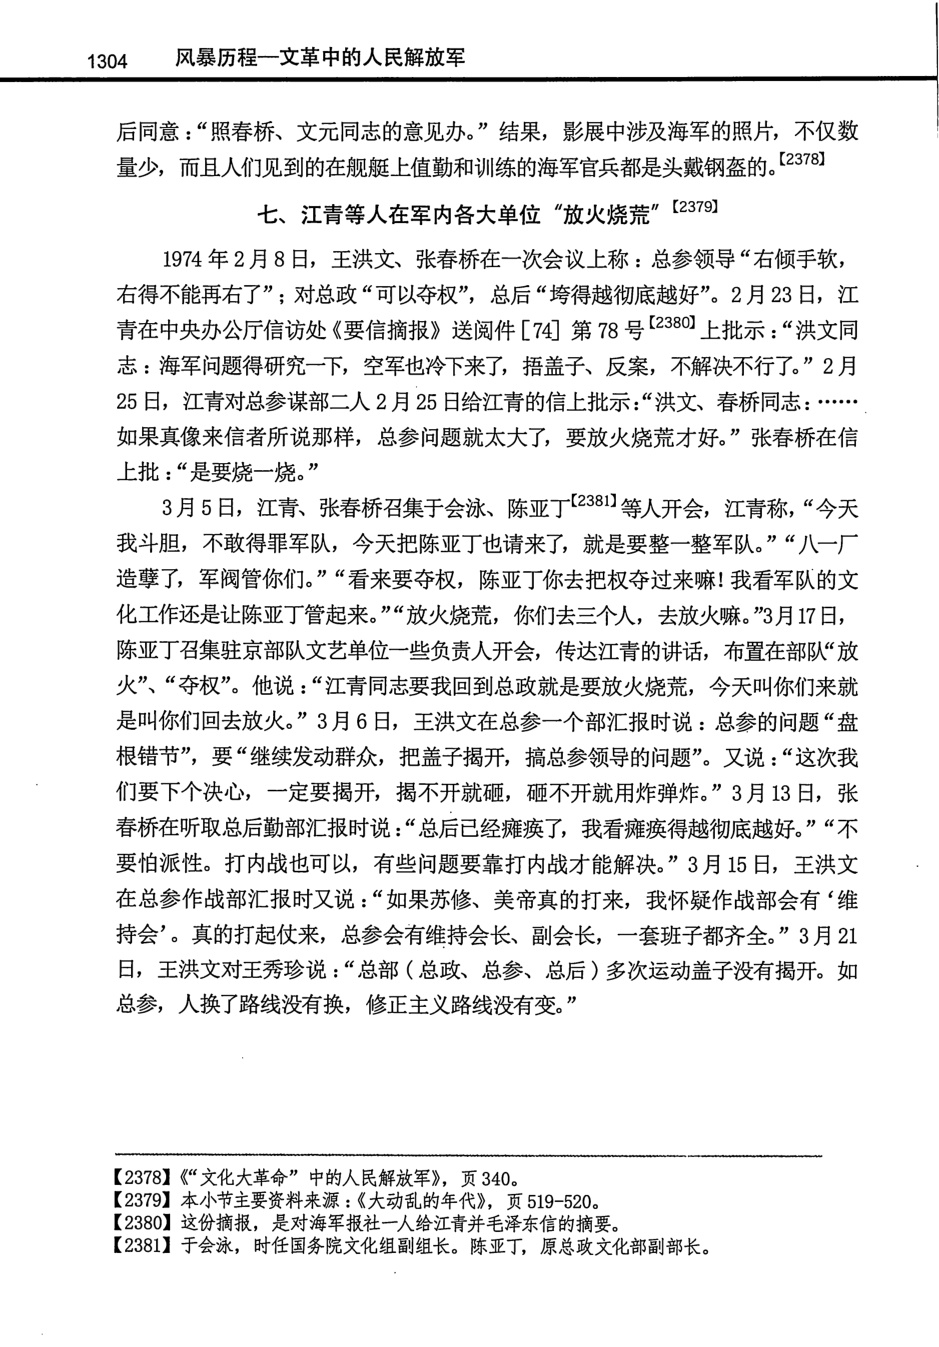 1304 风暴历程—文革中的人民解放军
后同意：“照春桥、文元同志的意见办。”结果，影展中涉及海军的照片，不仅数
量少，而且人们见到的在舰艇上值勤和训练的海军官兵都是头戴钢盔的。【2378】
七、江青等人在军内各大单位“放火烧荒”【2379】
1974 年 2 月 8 日，王洪文、张春桥在一次会议上称：总参领导“右倾手软，
右得不能再右了”；对总政“可以夺权”，总后“垮得越彻底越好”。2 月 23 日，江
青在中央办公厅信访处《要信摘报》送阅件［74］第 78 号【2380】上批示：“洪文同
志：海军问题得研究一下，空军也冷下来了，捂盖子、反案，不解决不行了。”2 月
25 日，江青对总参谋部二人 2 月 25 日给江青的信上批示：“洪文、春桥同志：……
如果真像来信者所说那样，总参问题就太大了，要放火烧荒才好。”张春桥在信
上批：“是要烧一烧。”
3 月 5 日，江青、张春桥召集于会泳、陈亚丁【2381】等人开会，江青称，“今天
我斗胆，不敢得罪军队，今天把陈亚丁也请来了，就是要整一整军队。”“八一厂
造孽了，军阀管你们。”“看来要夺权，陈亚丁你去把权夺过来嘛！我看军队的文
化工作还是让陈亚丁管起来。”“放火烧荒，你们去三个人，去放火嘛。”3月17日，
陈亚丁召集驻京部队文艺单位一些负责人开会，传达江青的讲话，布置在部队“放
火”、“夺权”。他说：“江青同志要我回到总政就是要放火烧荒，今天叫你们来就
是叫你们回去放火。”3 月 6 日，王洪文在总参一个部汇报时说：总参的问题“盘
根错节”，要“继续发动群众，把盖子揭开，搞总参领导的问题”。又说：“这次我
们要下个决心，一定要揭开，揭不开就砸，砸不开就用炸弹炸。”3 月 13 日，张
春桥在听取总后勤部汇报时说：“总后已经瘫痪了，我看瘫痪得越彻底越好。”“不
要怕派性。打内战也可以，有些问题要靠打内战才能解决。”3 月 15 日，王洪文
在总参作战部汇报时又说：“如果苏修、美帝真的打来，我怀疑作战部会有‘维
持会’。真的打起仗来，总参会有维持会长、副会长，一套班子都齐全。”3 月 21
日，王洪文对王秀珍说：“总部（总政、总参、总后）多次运动盖子没有揭开。如
总参，人换了路线没有换，修正主义路线没有变。”
【2378】《“文化大革命”中的人民解放军》，页 340。
【2379】本小节主要资料来源：《大动乱的年代》，页 519-520。
【2380】这份摘报，是对海军报社一人给江青并毛泽东信的摘要。
【2381】于会泳，时任国务院文化组副组长。陈亚丁，原总政文化部副部长。